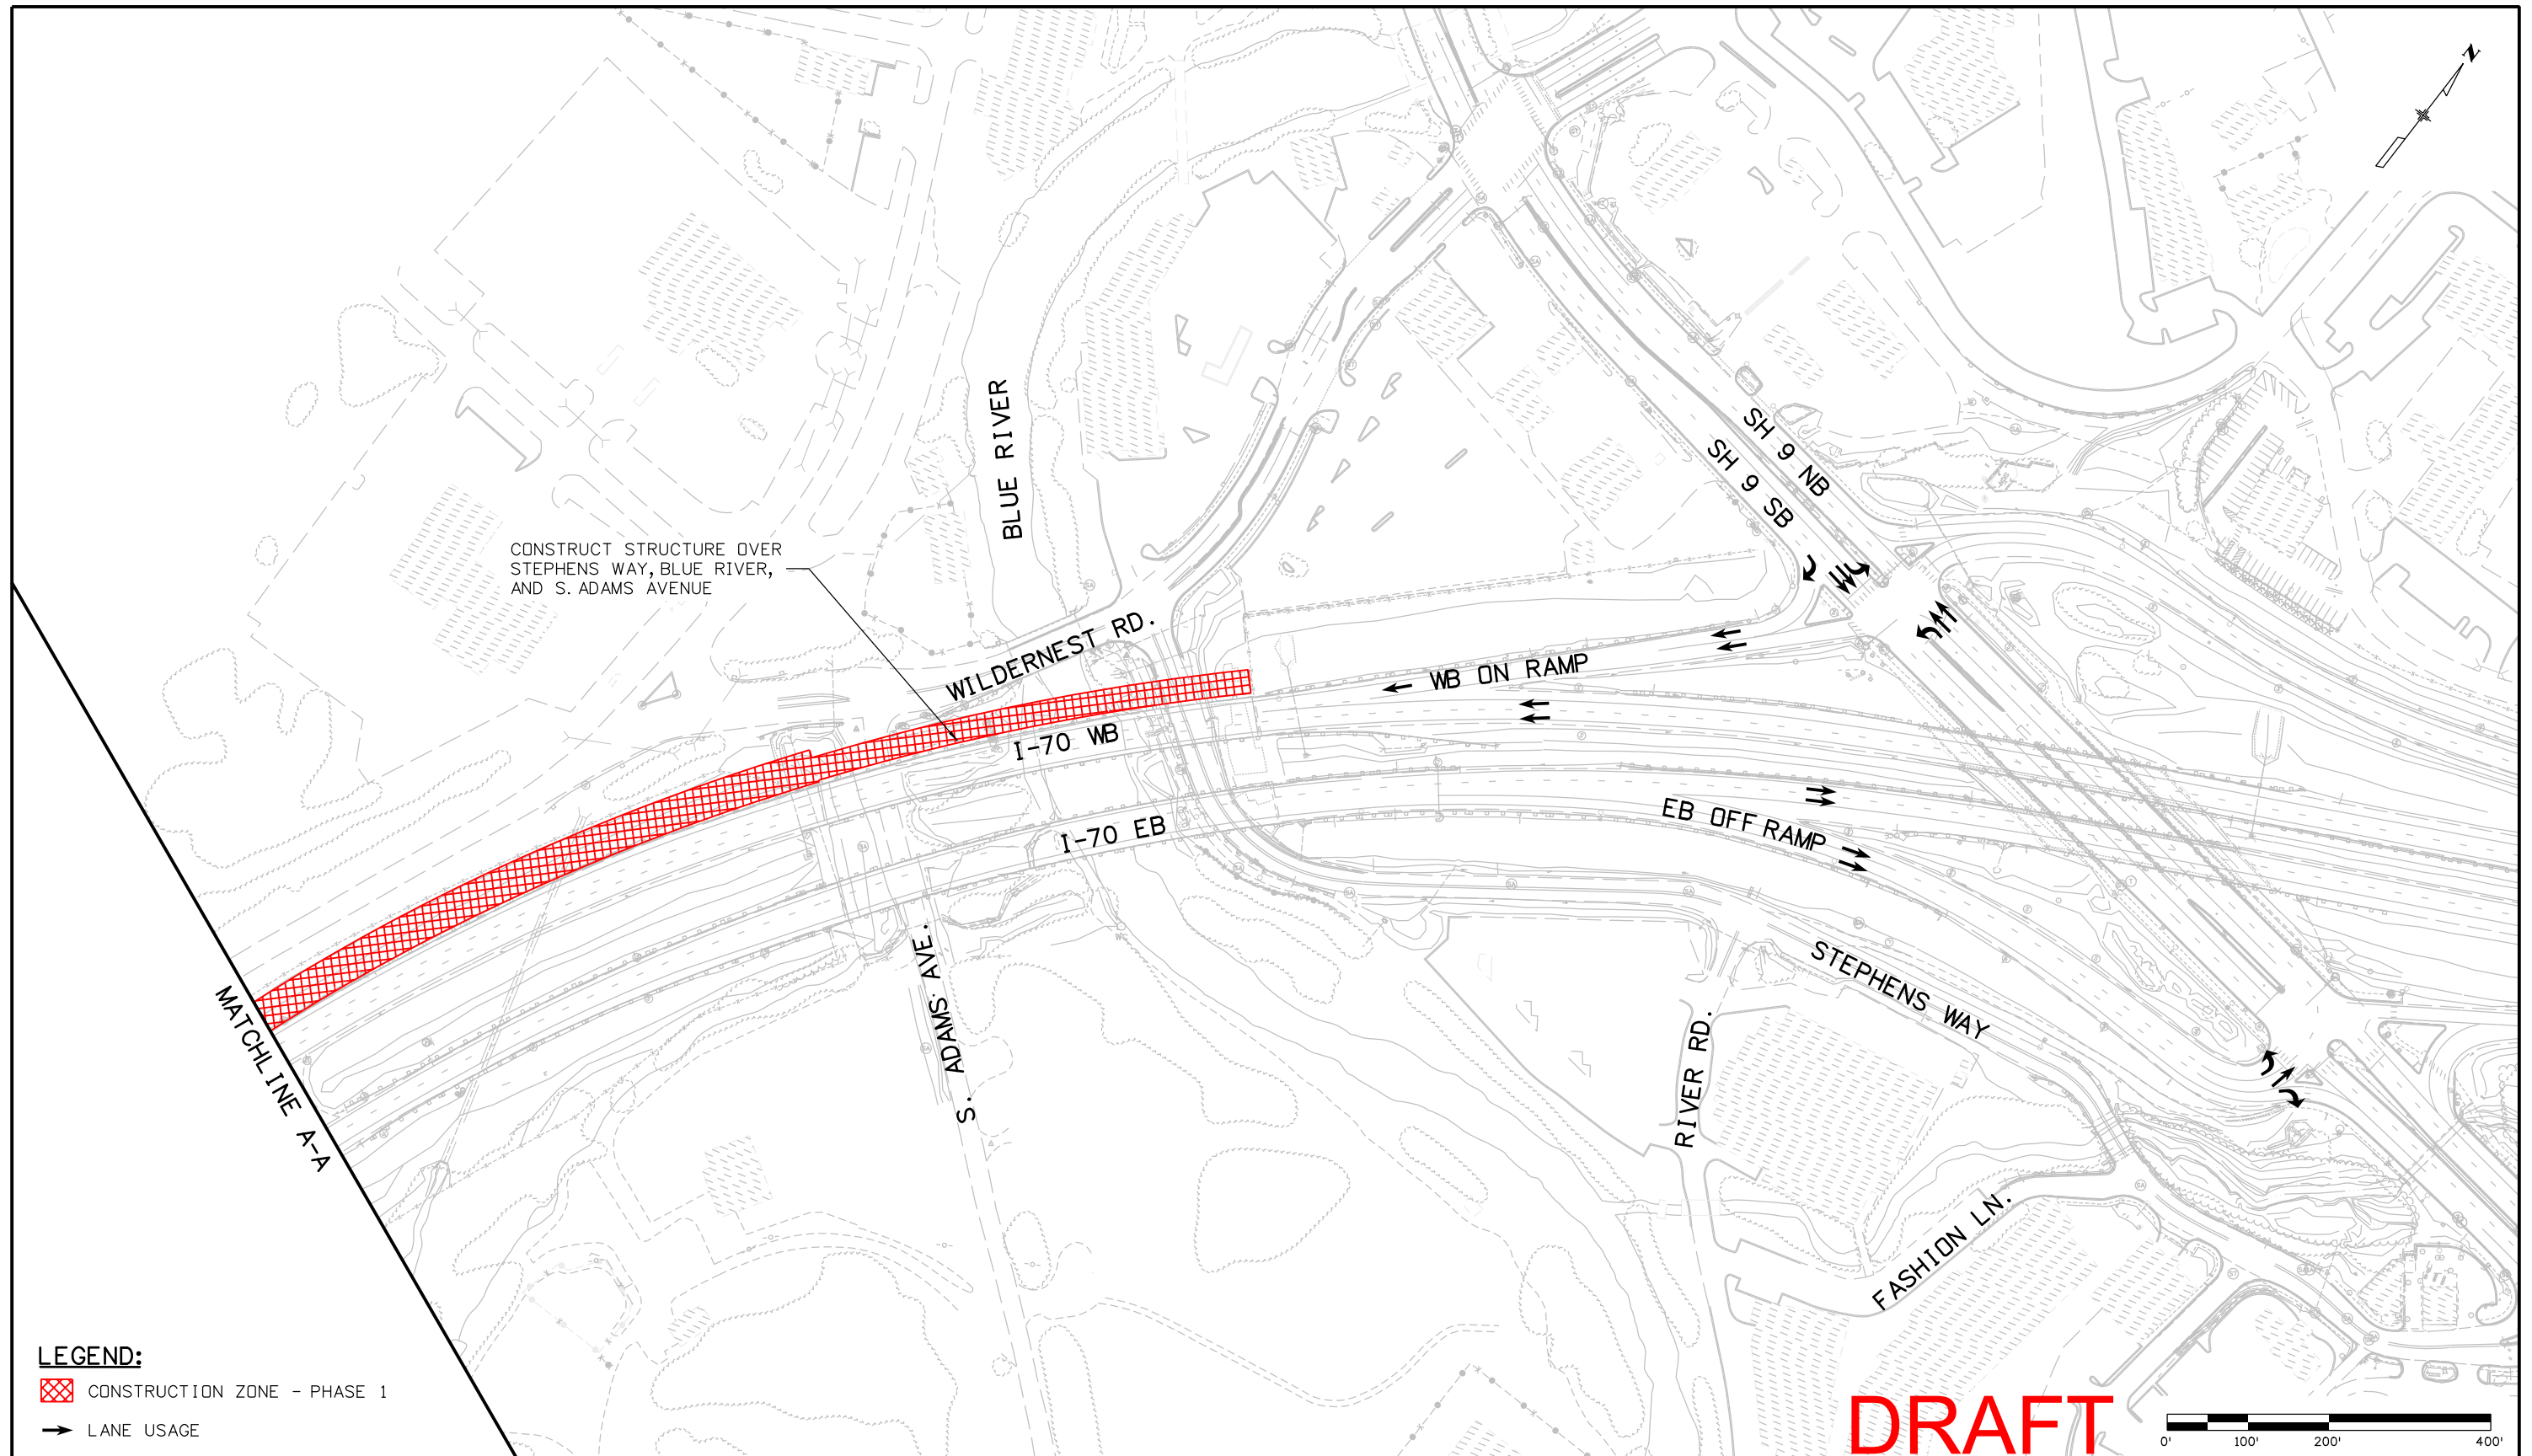 N
BLUE RIVER
SH 9 NB
SH 9 SB
CONSTRUCT STRUCTURE OVER
STEPHENS WAY, BLUE RIVER,
AND S. ADAMS AVENUE
WILDERNEST RD.
WB ON RAMP
I-70 WB
I-70 EB
EB OFF RAMP
S. ADAMS AVE.
STEPHENS WAY
MATCHLINE A-A
RIVER RD.
FASHION LN.
LEGEND:
CONSTRUCTION ZONE - PHASE 1
LANE USAGE
DRAFT
0' 100' 200' 400'